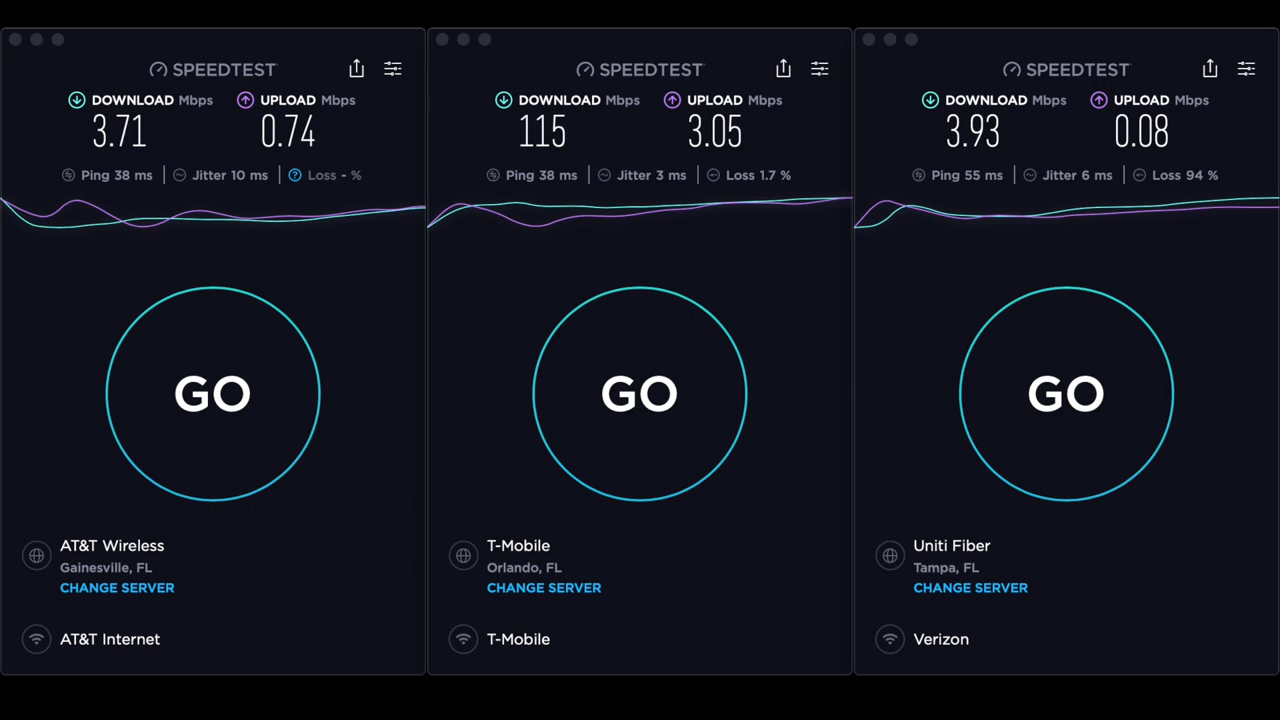 SPEEDTEST
DOWNLOAD Mbps UPLOAD Mbps
3.71 0.74
Ping 38 ms Jitter 10 ms Loss - %
GO
AT&T Wireless
Gainesville, FL
CHANGE SERVER
AT&T Internet
SPEEDTEST
DOWNLOAD Mbps UPLOAD Mbps
115 3.05
Ping 38 ms Jitter 3 ms Loss 1.7 %
GO
T-Mobile
Orlando, FL
CHANGE SERVER
T-Mobile
SPEEDTEST
DOWNLOAD Mbps UPLOAD Mbps
3.93 0.08
Ping 55 ms Jitter 6 ms Loss 94 %
GO
Uniti Fiber
Tampa, FL
CHANGE SERVER
Verizon